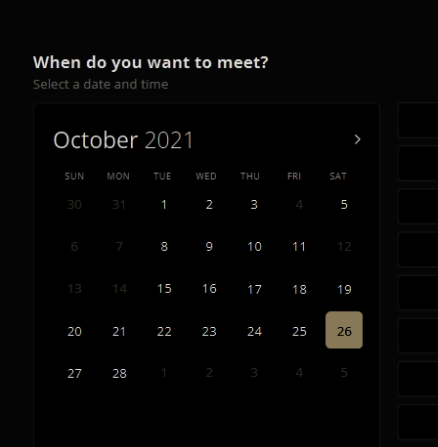 When do you want to meet?
Select a date and time
October 2021
SUN MON TUE WED THU FRI SAT
30 31 1 2 3 4 5
6 7 8 9 10 11 12
13 14 15 16 17 18 19
20 21 22 23 24 25 26
27 28 1 2 3 4 5